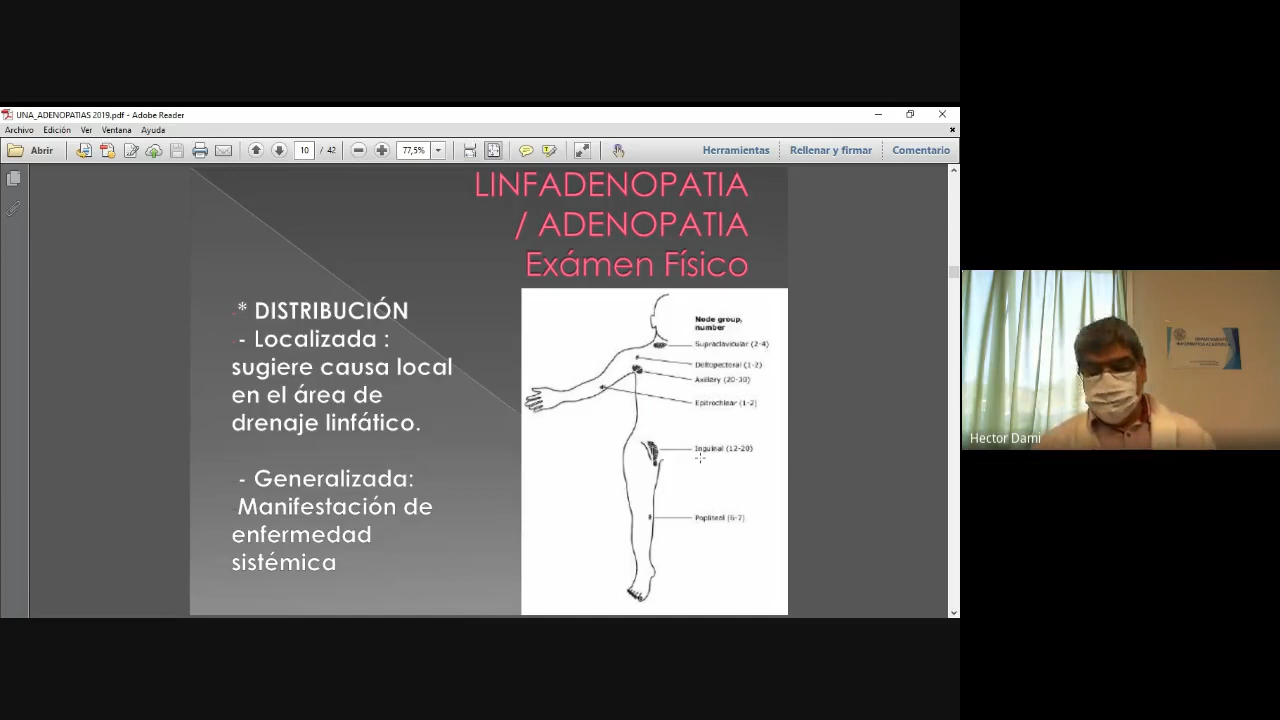 UNA_ADENOPATIAS 2019.pdf - Adobe Reader
Archivo Edición Ver Ventana Ayuda
Abrir
10 / 42
77,5%
Herramientas
Rellenar y firmar
Comentario
LINFADENOPATIA
/ ADENOPATIA
Exámen Físico
-* DISTRIBUCIÓN
- Localizada :
sugiere causa local
en el área de
drenaje linfático.
- Generalizada:
Manifestación de
enfermedad
sistémica
Node group,
number
Supraclavicular (2-4)
Deltopectoral (1-2)
Axillary (20-30)
Epitrochlear (1-2)
Inguinal (12-20)
Popliteal (6-7)
DEPARTAMENTO
INFORMÁTICA ACADÉMICA
Hector Dami